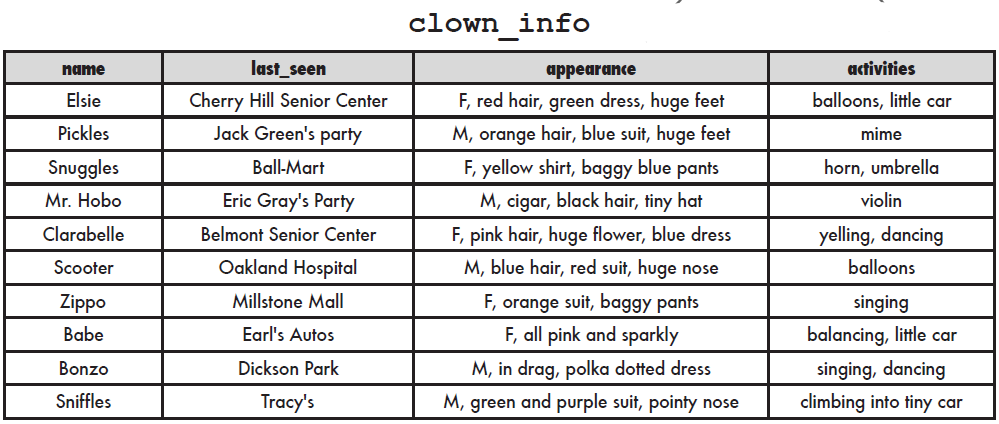 clown_info
name last_seen appearance activities
Elsie Cherry Hill Senior Center F, red hair, green dress, huge feet balloons, little car
Pickles Jack Green's party M, orange hair, blue suit, huge feet mime
Snuggles Ball-Mart F, yellow shirt, baggy blue pants horn, umbrella
Mr. Hobo Eric Gray's Party M, cigar, black hair, tiny hat violin
Clarabelle Belmont Senior Center F, pink hair, huge flower, blue dress yelling, dancing
Scooter Oakland Hospital M, blue hair, red suit, huge nose balloons
Zippo Millstone Mall F, orange suit, baggy pants singing
Babe Earl's Autos F, all pink and sparkly balancing, little car
Bonzo Dickson Park M, in drag, polka dotted dress singing, dancing
Sniffles Tracy's M, green and purple suit, pointy nose climbing into tiny car